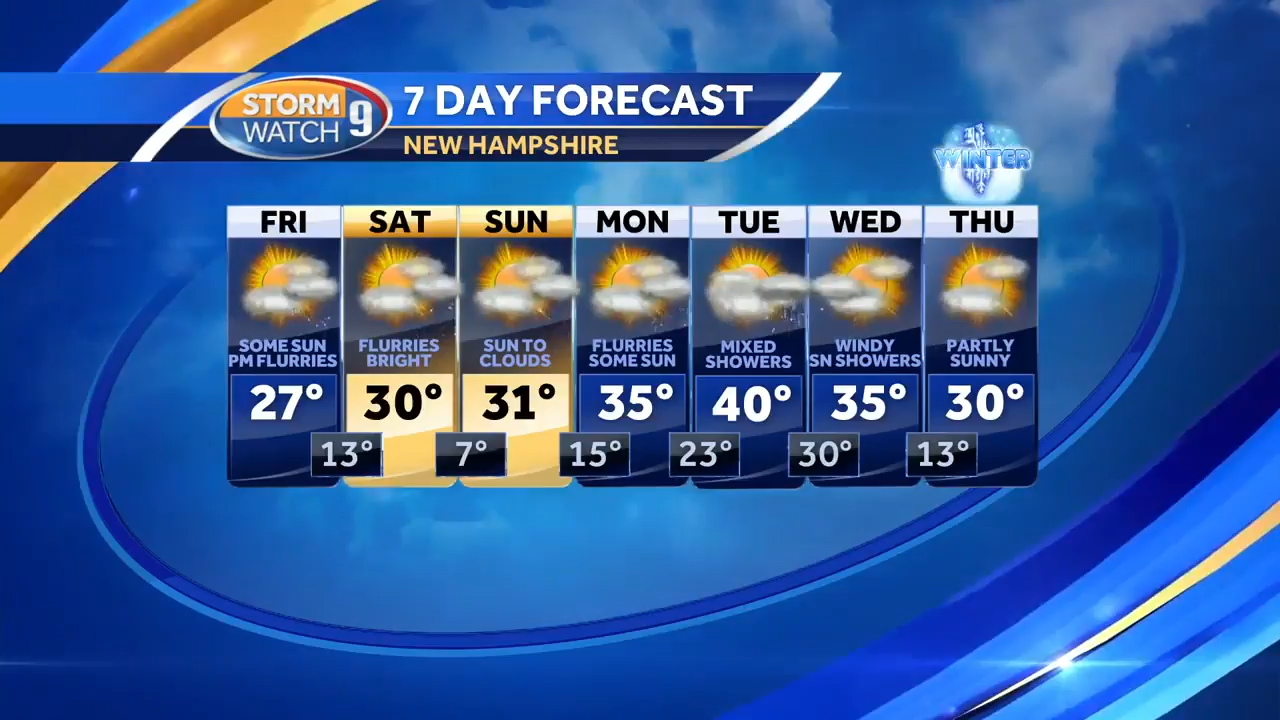 STORM
WATCH 9
7 DAY FORECAST
NEW HAMPSHIRE
WINTER
FRI SAT SUN MON TUE WED THU
SOME SUN FLURRIES SUN TO FLURRIES MIXED WINDY PARTLY
PM FLURRIES BRIGHT CLOUDS SOME SUN SHOWERS SN SHOWERS SUNNY
27° 30° 31° 35° 40° 35° 30°
13° 7° 15° 23° 30° 13°